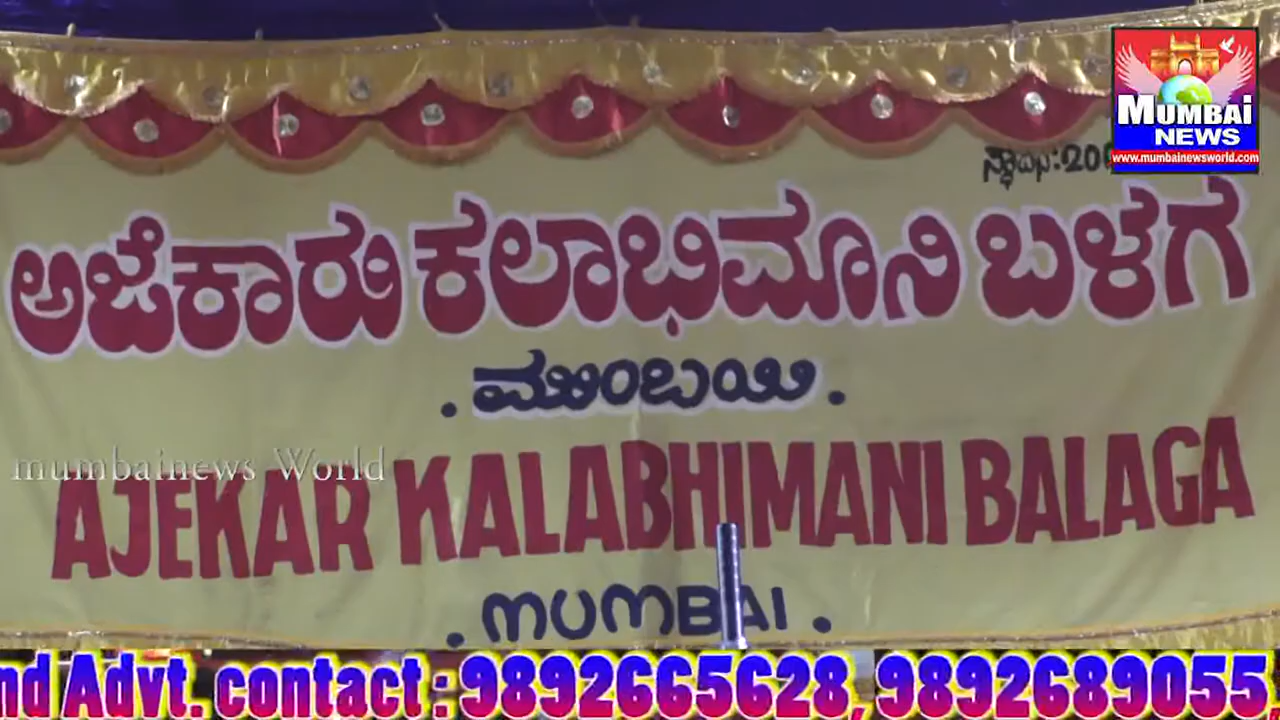 MUMBAI
NEWS
www.mumbainewsworld.com
ಸ್ಥಾಪನೆ:
ಅಜೆಕಾರು ಕಲಾಭಿಮಾನಿ ಬಳಗ
. ಮುಂಬಯಿ .
mumbainews World
AJEKAR KALABHIMANI BALAGA
. MUMBAI .
Advt. contact : 9892665628, 9892689055